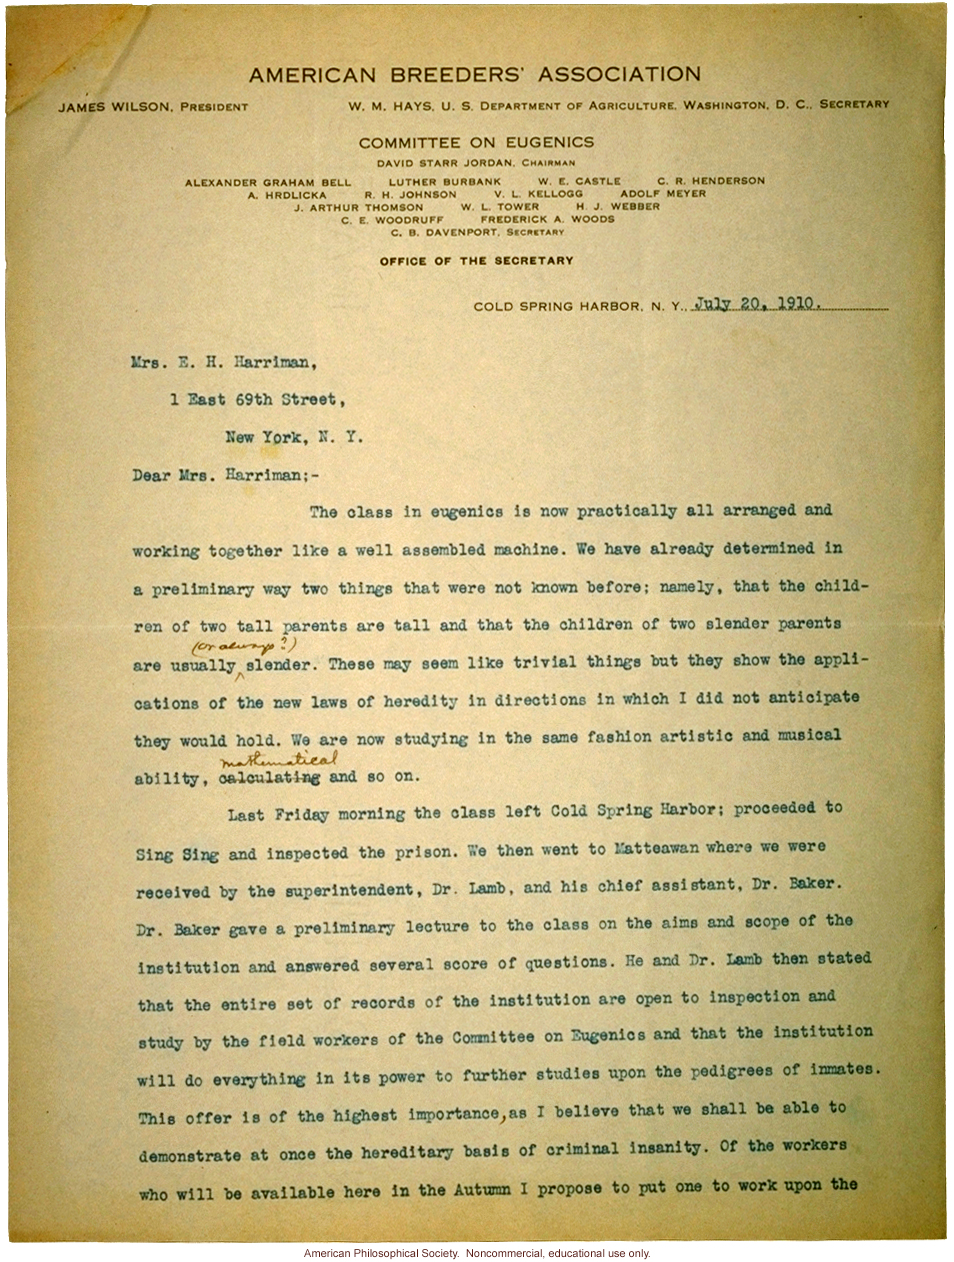 AMERICAN BREEDERS' ASSOCIATION
JAMES WILSON, PRESIDENT W. M. HAYS, U. S. DEPARTMENT OF AGRICULTURE, WASHINGTON, D. C., SECRETARY
COMMITTEE ON EUGENICS
DAVID STARR JORDAN, CHAIRMAN
ALEXANDER GRAHAM BELL LUTHER BURBANK W. E. CASTLE C. R. HENDERSON
A. HRDLICKA R. H. JOHNSON V. L. KELLOGG ADOLF MEYER
J. ARTHUR THOMSON W. L. TOWER H. J. WEBBER
C. E. WOODRUFF FREDERICK A. WOODS
C. B. DAVENPORT, SECRETARY
OFFICE OF THE SECRETARY
COLD SPRING HARBOR, N. Y., July 20, 1910.
Mrs. E. H. Harriman,
1 East 69th Street,
New York, N. Y.
Dear Mrs. Harriman;-
The class in eugenics is now practically all arranged and
working together like a well assembled machine. We have already determined in
a preliminary way two things that were not known before; namely, that the child-
ren of two tall parents are tall and that the children of two slender parents
(or always?)
are usually slender. These may seem like trivial things but they show the appli-
cations of the new laws of heredity in directions in which I did not anticipate
they would hold. We are now studying in the same fashion artistic and musical
mathematical
ability, calculating and so on.
Last Friday morning the class left Cold Spring Harbor; proceeded to
Sing Sing and inspected the prison. We then went to Matteawan where we were
received by the superintendent, Dr. Lamb, and his chief assistant, Dr. Baker.
Dr. Baker gave a preliminary lecture to the class on the aims and scope of the
institution and answered several score of questions. He and Dr. Lamb then stated
that the entire set of records of the institution are open to inspection and
study by the field workers of the Committee on Eugenics and that the institution
will do everything in its power to further studies upon the pedigrees of inmates.
This offer is of the highest importance, as I believe that we shall be able to
demonstrate at once the hereditary basis of criminal insanity. Of the workers
who will be available here in the Autumn I propose to put one to work upon the
American Philosophical Society. Noncommercial, educational use only.